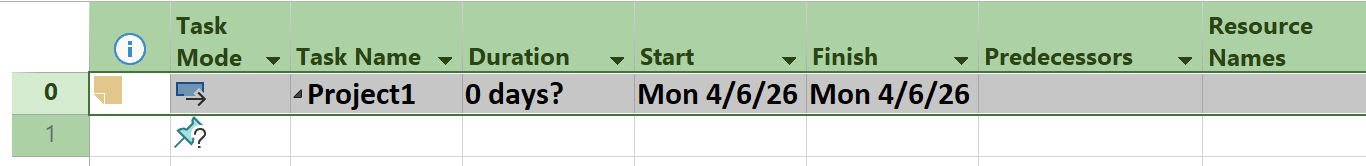 Task Mode Task Name Duration Start Finish Predecessors Resource Names
0 Project1 0 days? Mon 4/6/26 Mon 4/6/26
1 ?